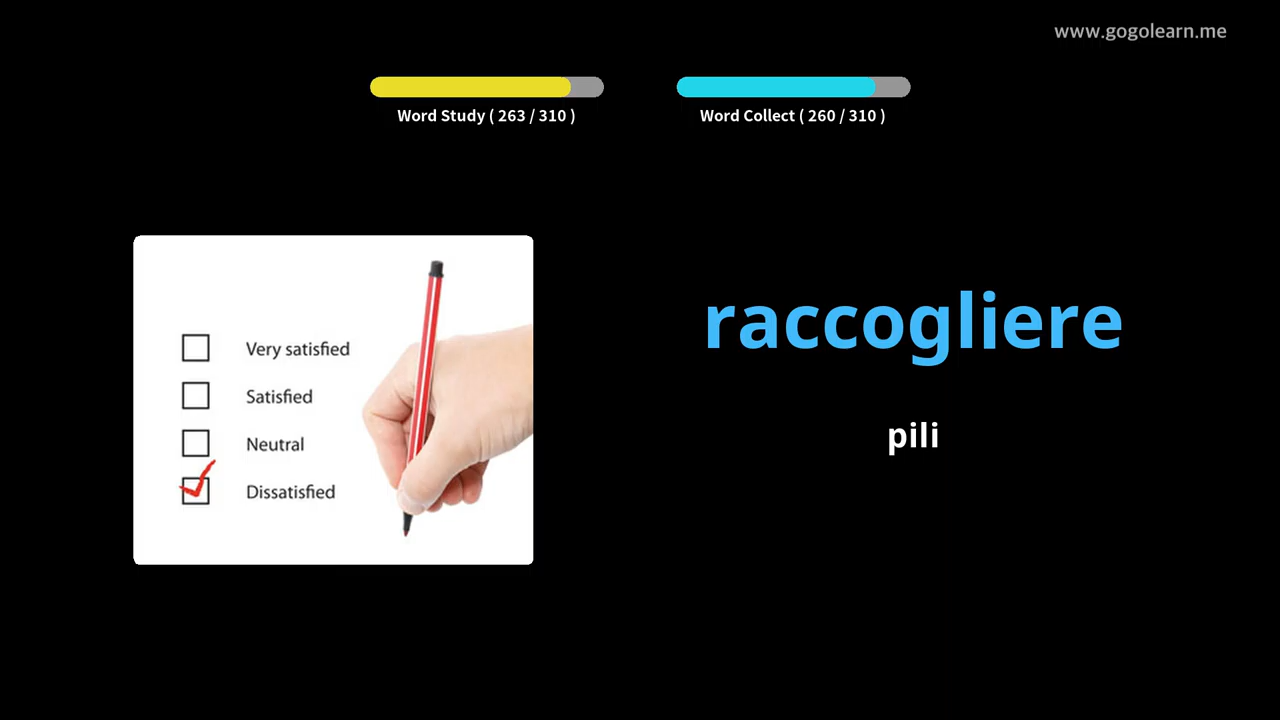 www.gogolearn.me
Word Study ( 263 / 310 )
Word Collect ( 260 / 310 )
Very satisfied
Satisfied
Neutral
Dissatisfied
raccogliere
pili